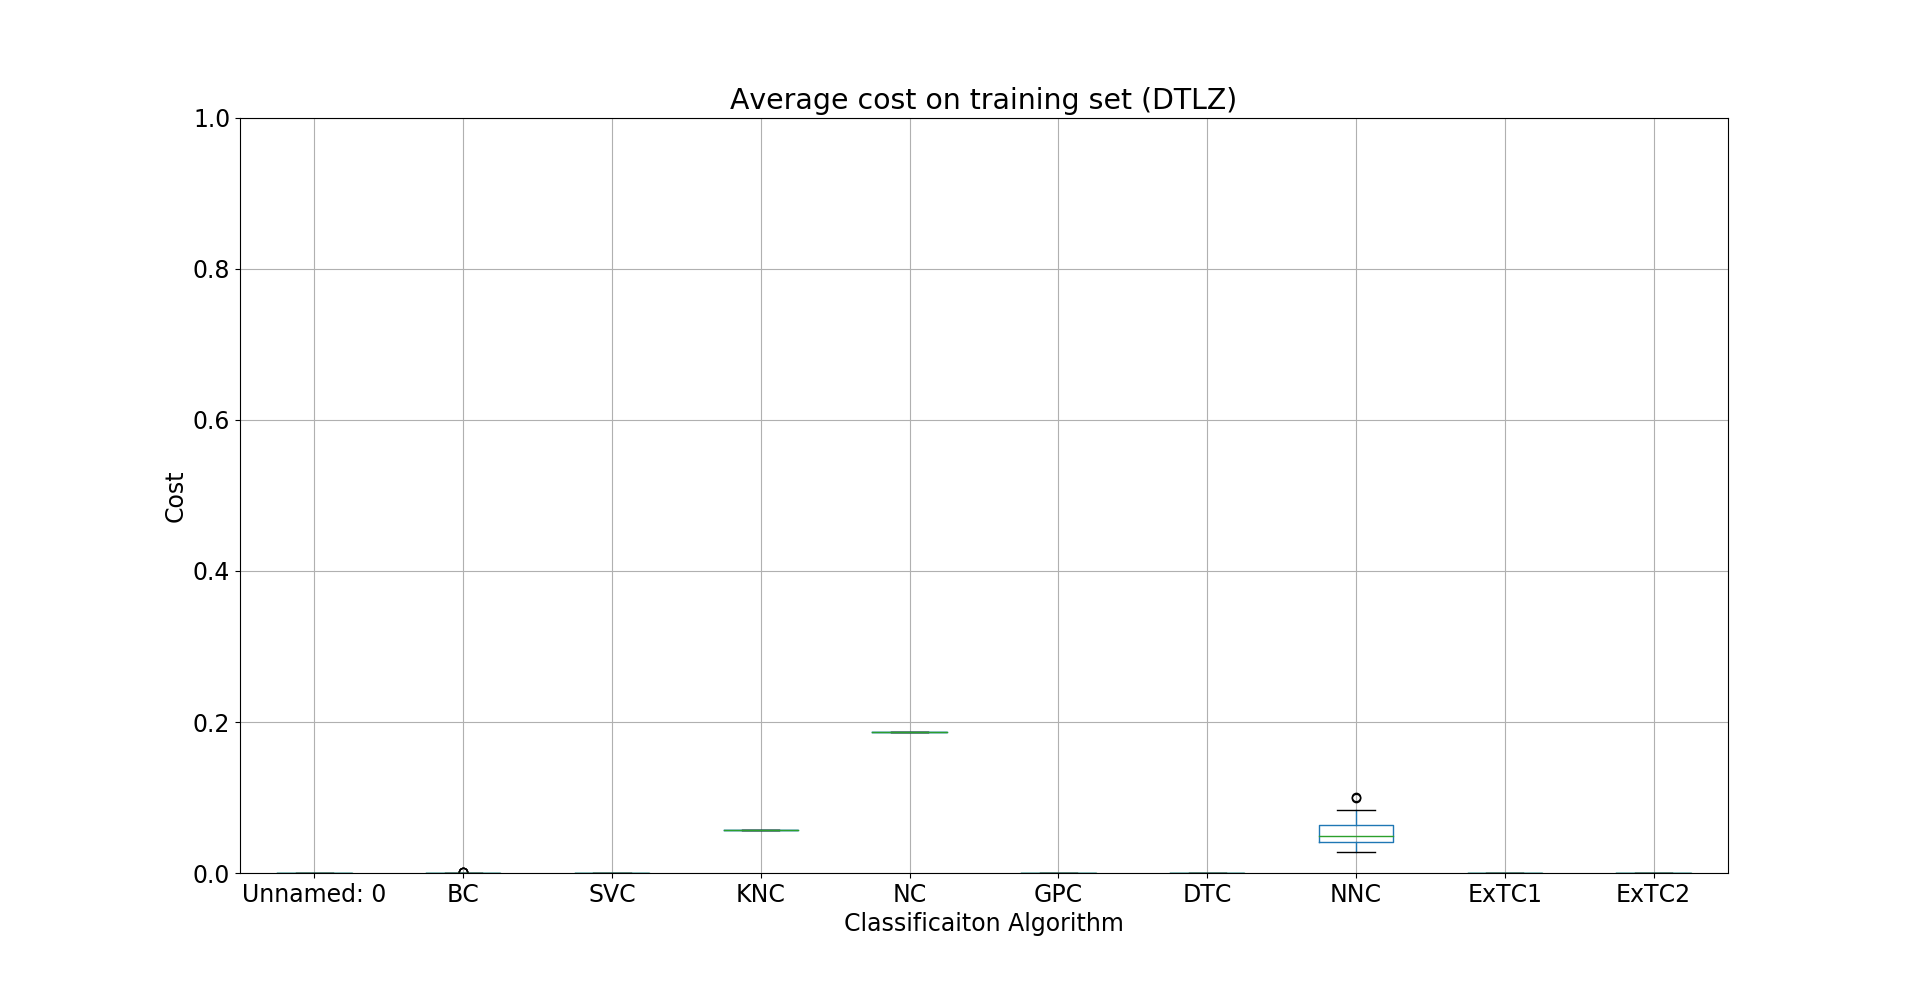 Average cost on training set (DTLZ)
1.0
0.8
0.6
0.4
0.2
0.0
Cost
Unnamed: 0 BC SVC KNC NC GPC DTC NNC ExTC1 ExTC2
Classificaiton Algorithm